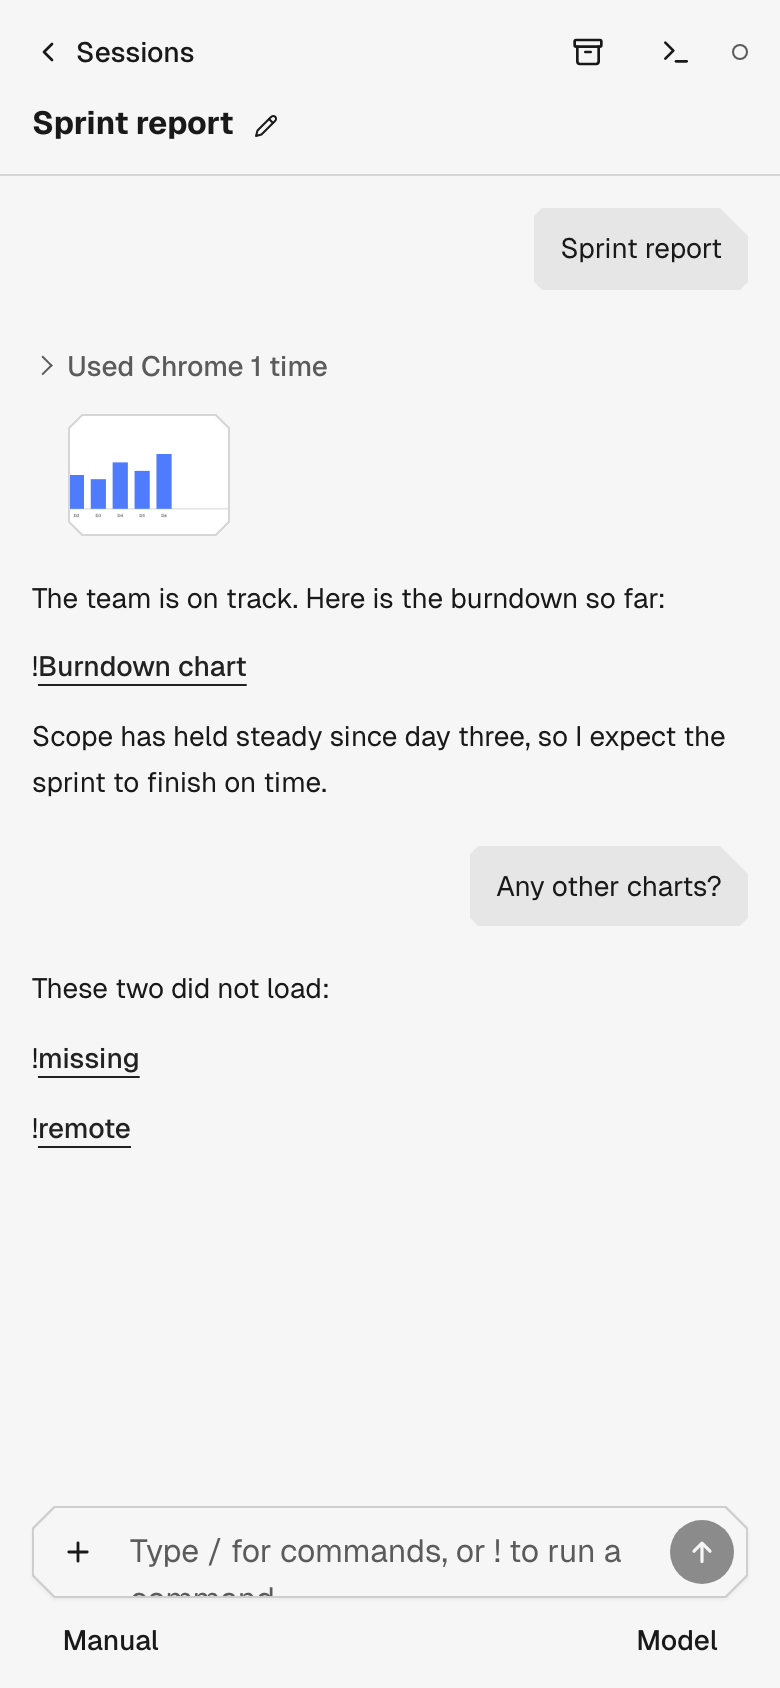 Sessions
Sprint report
Sprint report
Used Chrome 1 time
The team is on track. Here is the burndown so far:
!Burndown chart
Scope has held steady since day three, so I expect the
sprint to finish on time.
Any other charts?
These two did not load:
!missing
!remote
Type / for commands, or ! to run a
command
Manual
Model